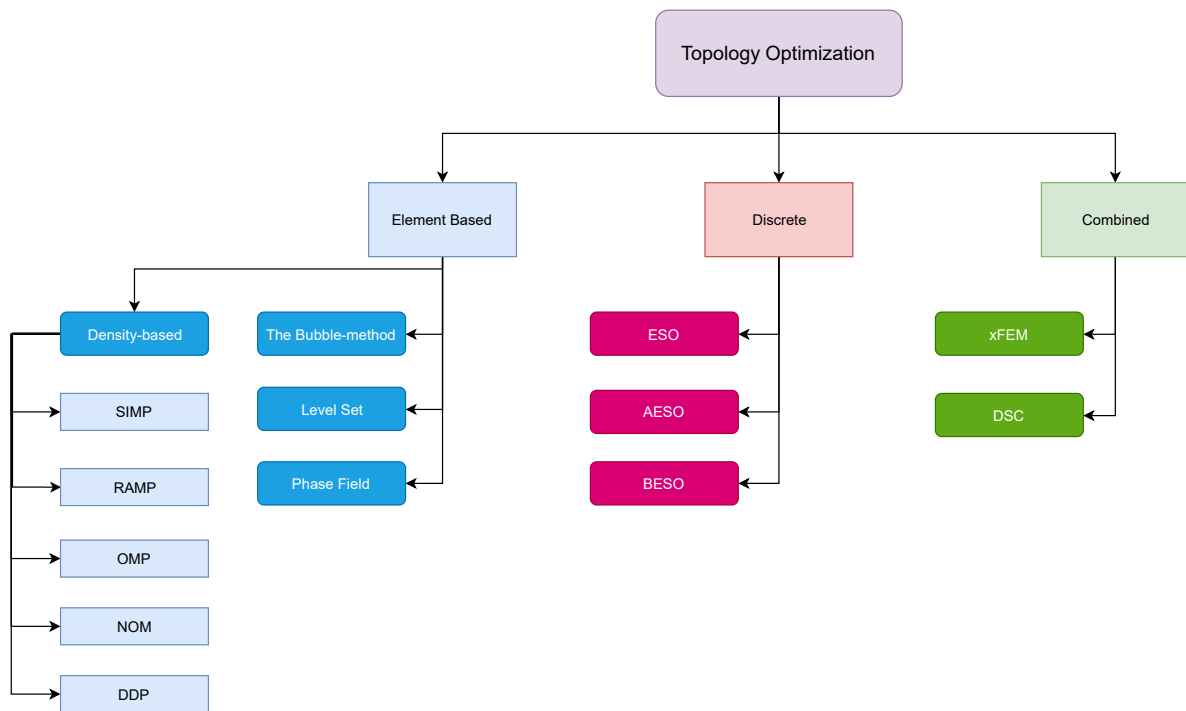 Topology Optimization
Element Based
Discrete
Combined
Density-based
The Bubble-method
ESO
xFEM
SIMP
Level Set
AESO
DSC
RAMP
Phase Field
BESO
OMP
NOM
DDP